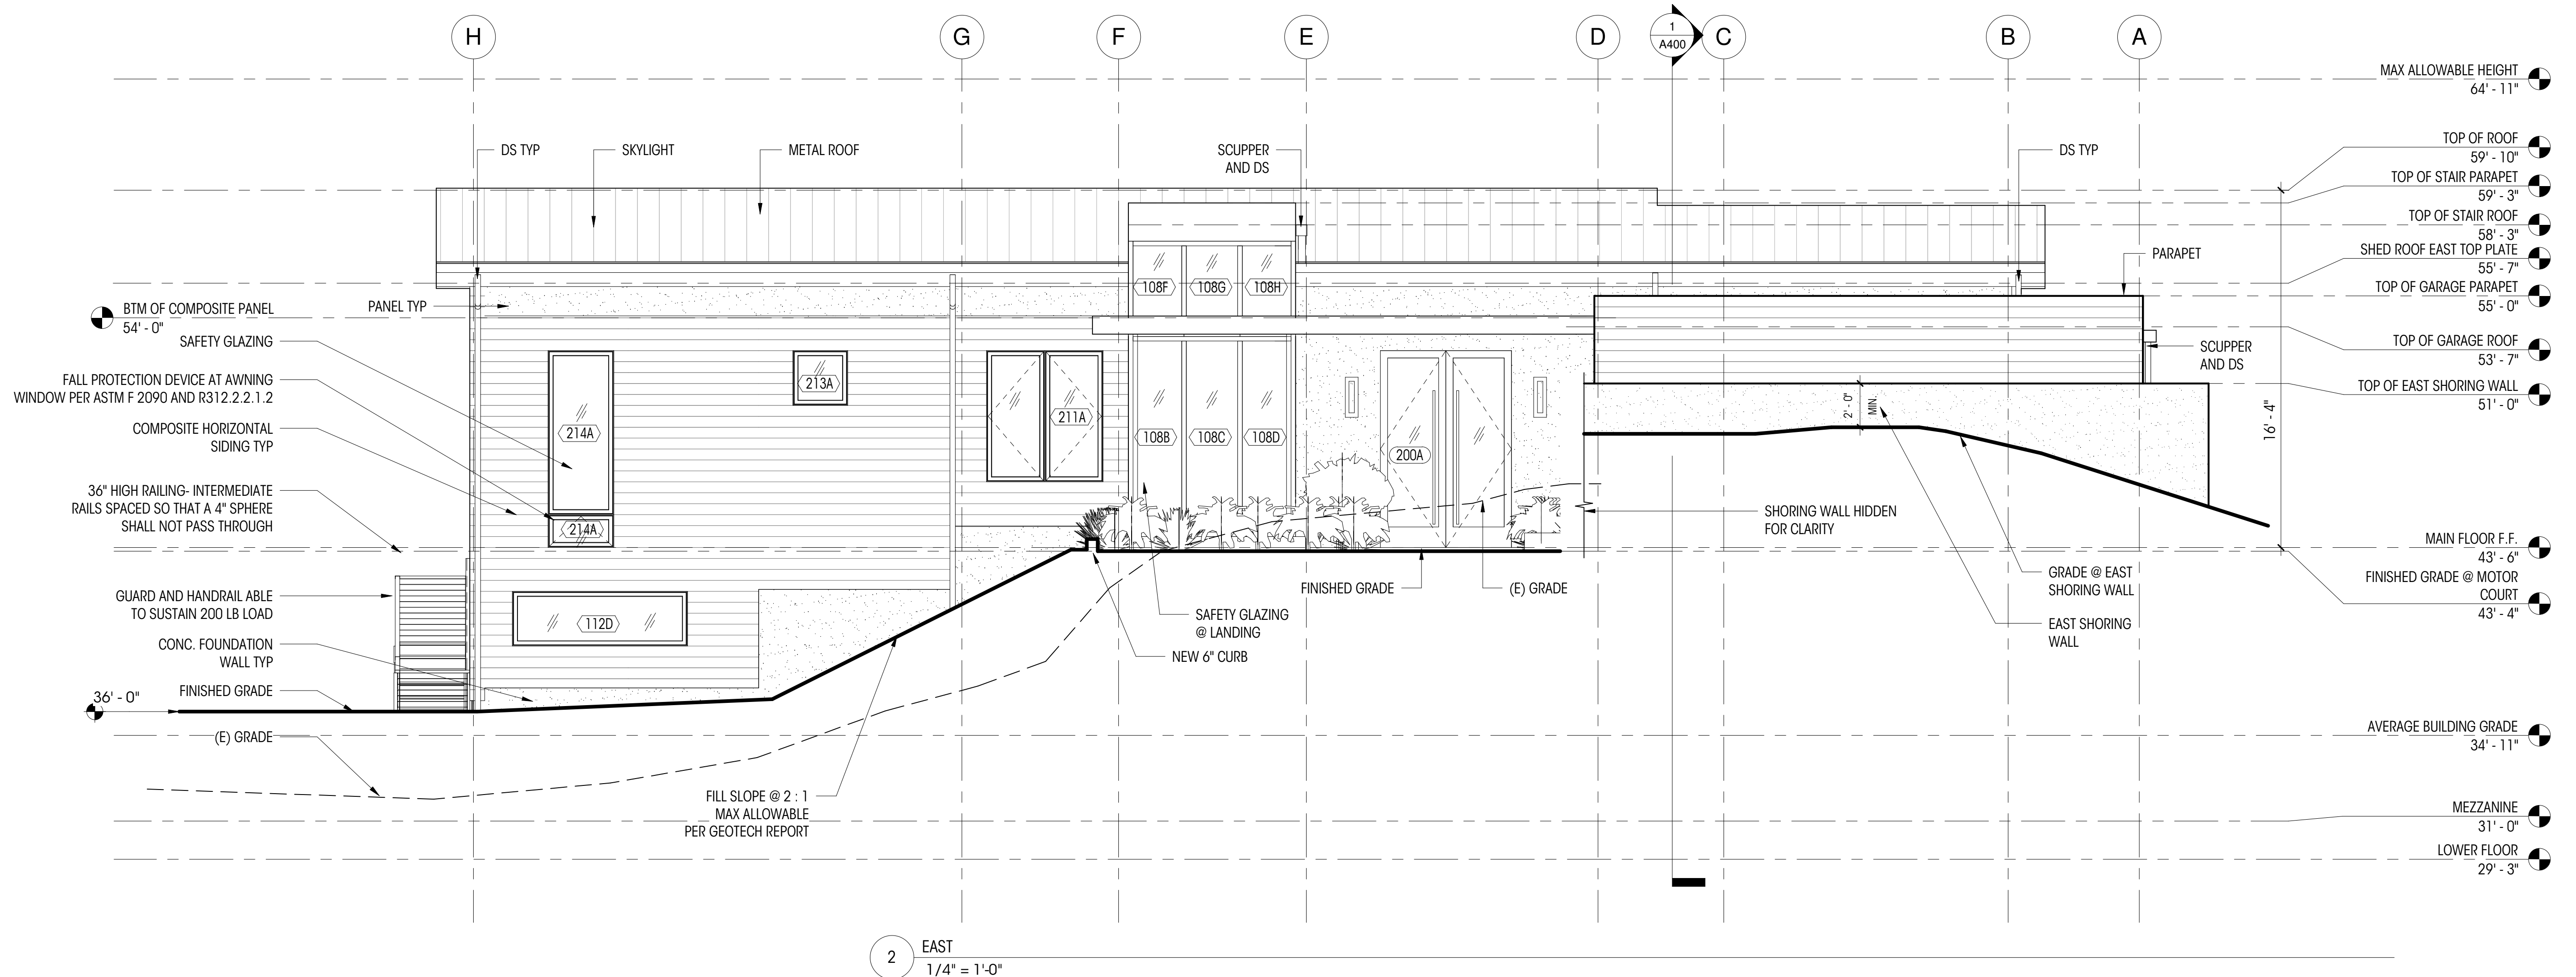 H
G
F
E
D
1
A400
C
B
A
MAX ALLOWABLE HEIGHT
64' - 11"
TOP OF ROOF
59' - 10"
TOP OF STAIR PARAPET
59' - 3"
TOP OF STAIR ROOF
58' - 3"
SHED ROOF EAST TOP PLATE
55' - 7"
TOP OF GARAGE PARAPET
55' - 0"
TOP OF GARAGE ROOF
53' - 7"
TOP OF EAST SHORING WALL
51' - 0"
16' - 4"
MAIN FLOOR F.F.
43' - 6"
FINISHED GRADE @ MOTOR
COURT
43' - 4"
AVERAGE BUILDING GRADE
34' - 11"
MEZZANINE
31' - 0"
LOWER FLOOR
29' - 3"
DS TYP
SKYLIGHT
METAL ROOF
SCUPPER
AND DS
DS TYP
PARAPET
SCUPPER
AND DS
BTM OF COMPOSITE PANEL
54' - 0"
PANEL TYP
SAFETY GLAZING
FALL PROTECTION DEVICE AT AWNING
WINDOW PER ASTM F 2090 AND R312.2.2.1.2
COMPOSITE HORIZONTAL
SIDING TYP
36" HIGH RAILING- INTERMEDIATE
RAILS SPACED SO THAT A 4" SPHERE
SHALL NOT PASS THROUGH
GUARD AND HANDRAIL ABLE
TO SUSTAIN 200 LB LOAD
CONC. FOUNDATION
WALL TYP
FINISHED GRADE
36' - 0"
(E) GRADE
108F
108G
108H
213A
214A
211A
108B
108C
108D
200A
214A
112D
2' - 0"
MIN.
SHORING WALL HIDDEN
FOR CLARITY
FINISHED GRADE
(E) GRADE
SAFETY GLAZING
@ LANDING
NEW 6" CURB
GRADE @ EAST
SHORING WALL
EAST SHORING
WALL
FILL SLOPE @ 2 : 1
MAX ALLOWABLE
PER GEOTECH REPORT
2
EAST
1/4" = 1'-0"